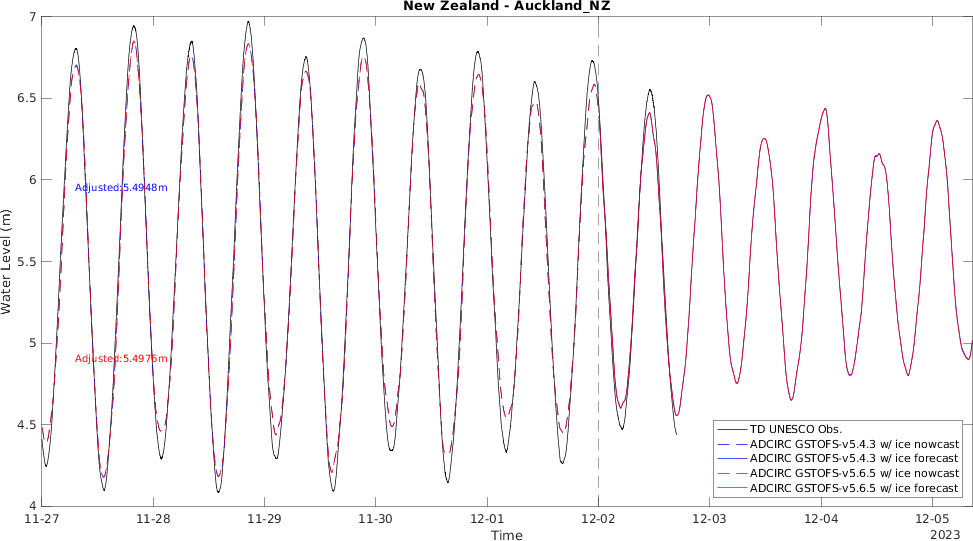 New Zealand - Auckland_NZ
7
6.5
6
5.5
5
4.5
4
Water Level (m)
Adjusted:5.4948m
Adjusted:5.4976m
TD UNESCO Obs.
ADCIRC GSTOFS-v5.4.3 w/ ice nowcast
ADCIRC GSTOFS-v5.4.3 w/ ice forecast
ADCIRC GSTOFS-v5.6.5 w/ ice nowcast
ADCIRC GSTOFS-v5.6.5 w/ ice forecast
11-27 11-28 11-29 11-30 12-01 12-02 12-03 12-04 12-05
Time
2023